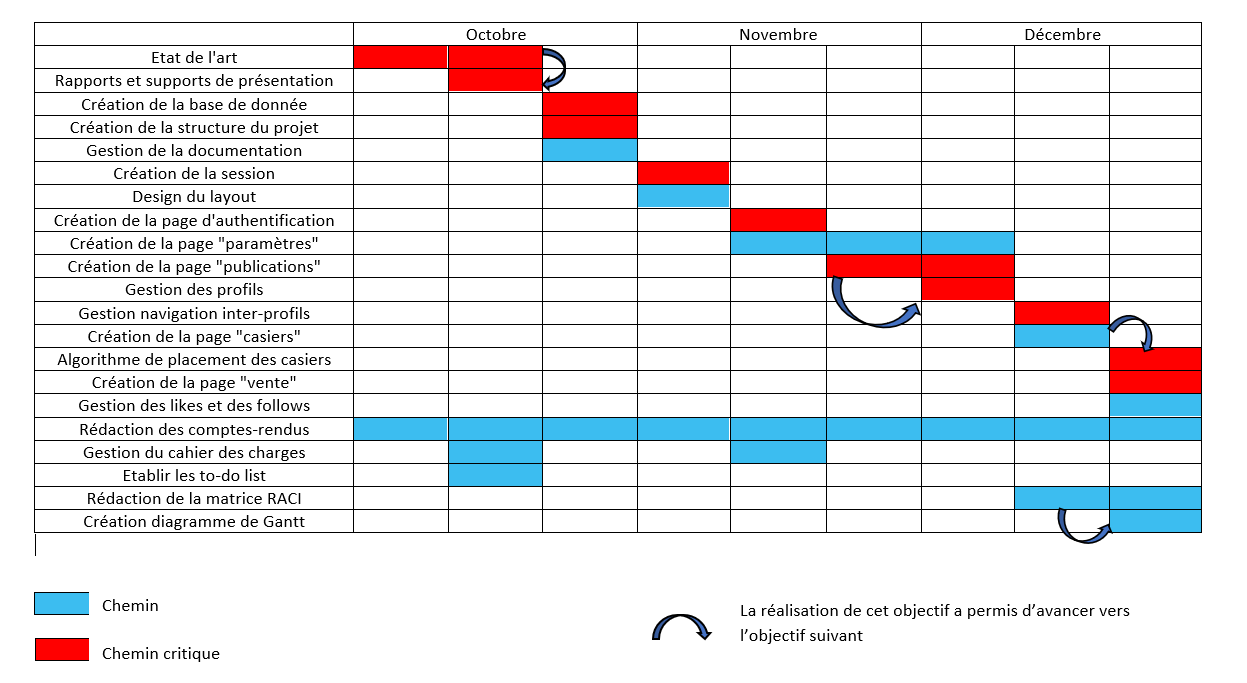 Octobre Novembre Décembre
Etat de l'art
Rapports et supports de présentation
Création de la base de donnée
Création de la structure du projet
Gestion de la documentation
Création de la session
Design du layout
Création de la page d'authentification
Création de la page "paramètres"
Création de la page "publications"
Gestion des profils
Gestion navigation inter-profils
Création de la page "casiers"
Algorithme de placement des casiers
Création de la page "vente"
Gestion des likes et des follows
Rédaction des comptes-rendus
Gestion du cahier des charges
Etablir les to-do list
Rédaction de la matrice RACI
Création diagramme de Gantt
Chemin
Chemin critique
La réalisation de cet objectif a permis d’avancer vers
l’objectif suivant